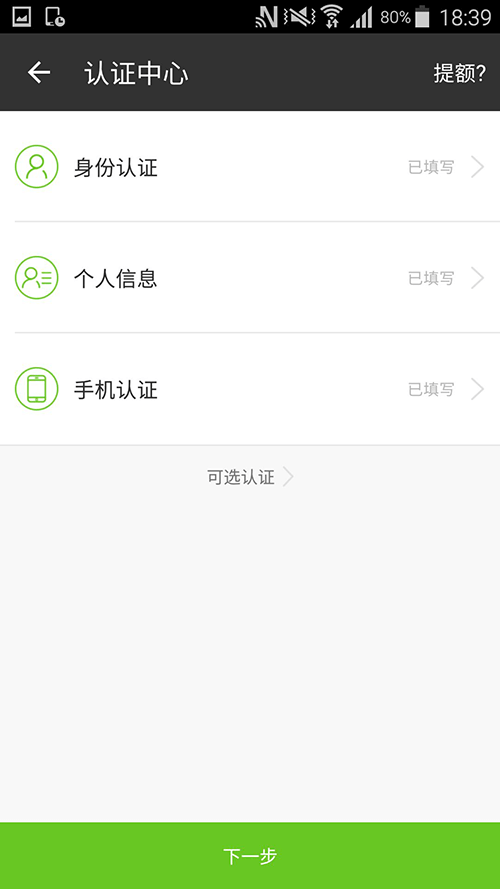 80% 18:39
认证中心 提额?
身份认证 已填写
个人信息 已填写
手机认证 已填写
可选认证
下一步